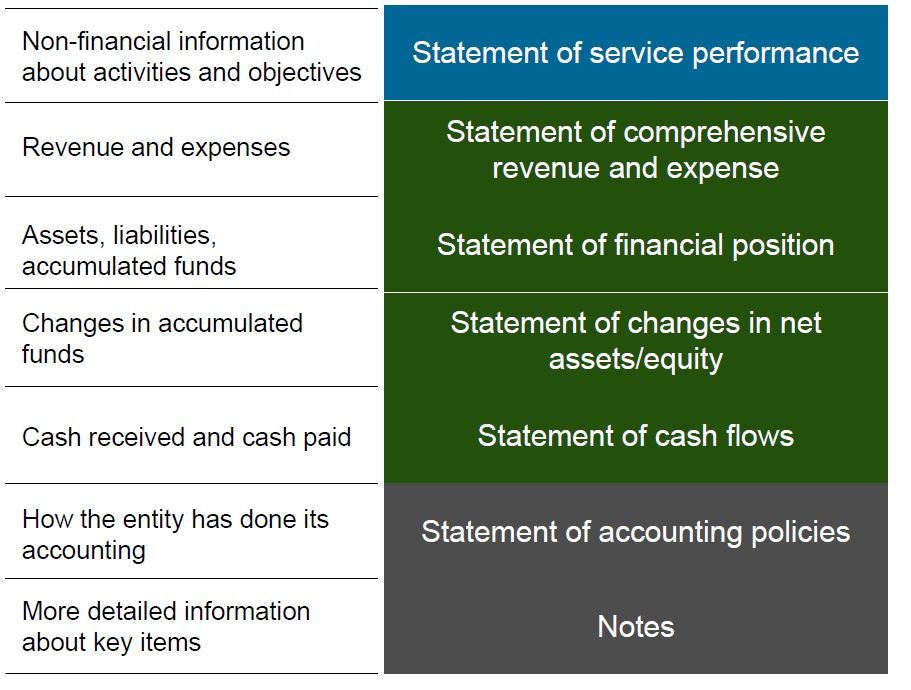 Non-financial information
about activities and objectives
Statement of service performance
Revenue and expenses
Statement of comprehensive
revenue and expense
Assets, liabilities,
accumulated funds
Statement of financial position
Changes in accumulated
funds
Statement of changes in net
assets/equity
Cash received and cash paid
Statement of cash flows
How the entity has done its
accounting
Statement of accounting policies
More detailed information
about key items
Notes